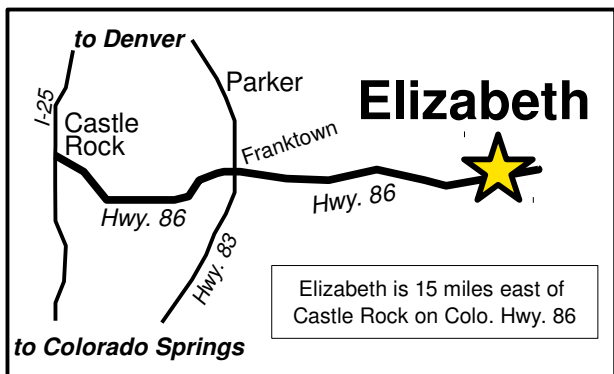 to Denver
I-25
Parker
Elizabeth
Castle
Rock
Franktown
Hwy. 86
Hwy. 86
Hwy. 83
Elizabeth is 15 miles east of
Castle Rock on Colo. Hwy. 86
to Colorado Springs